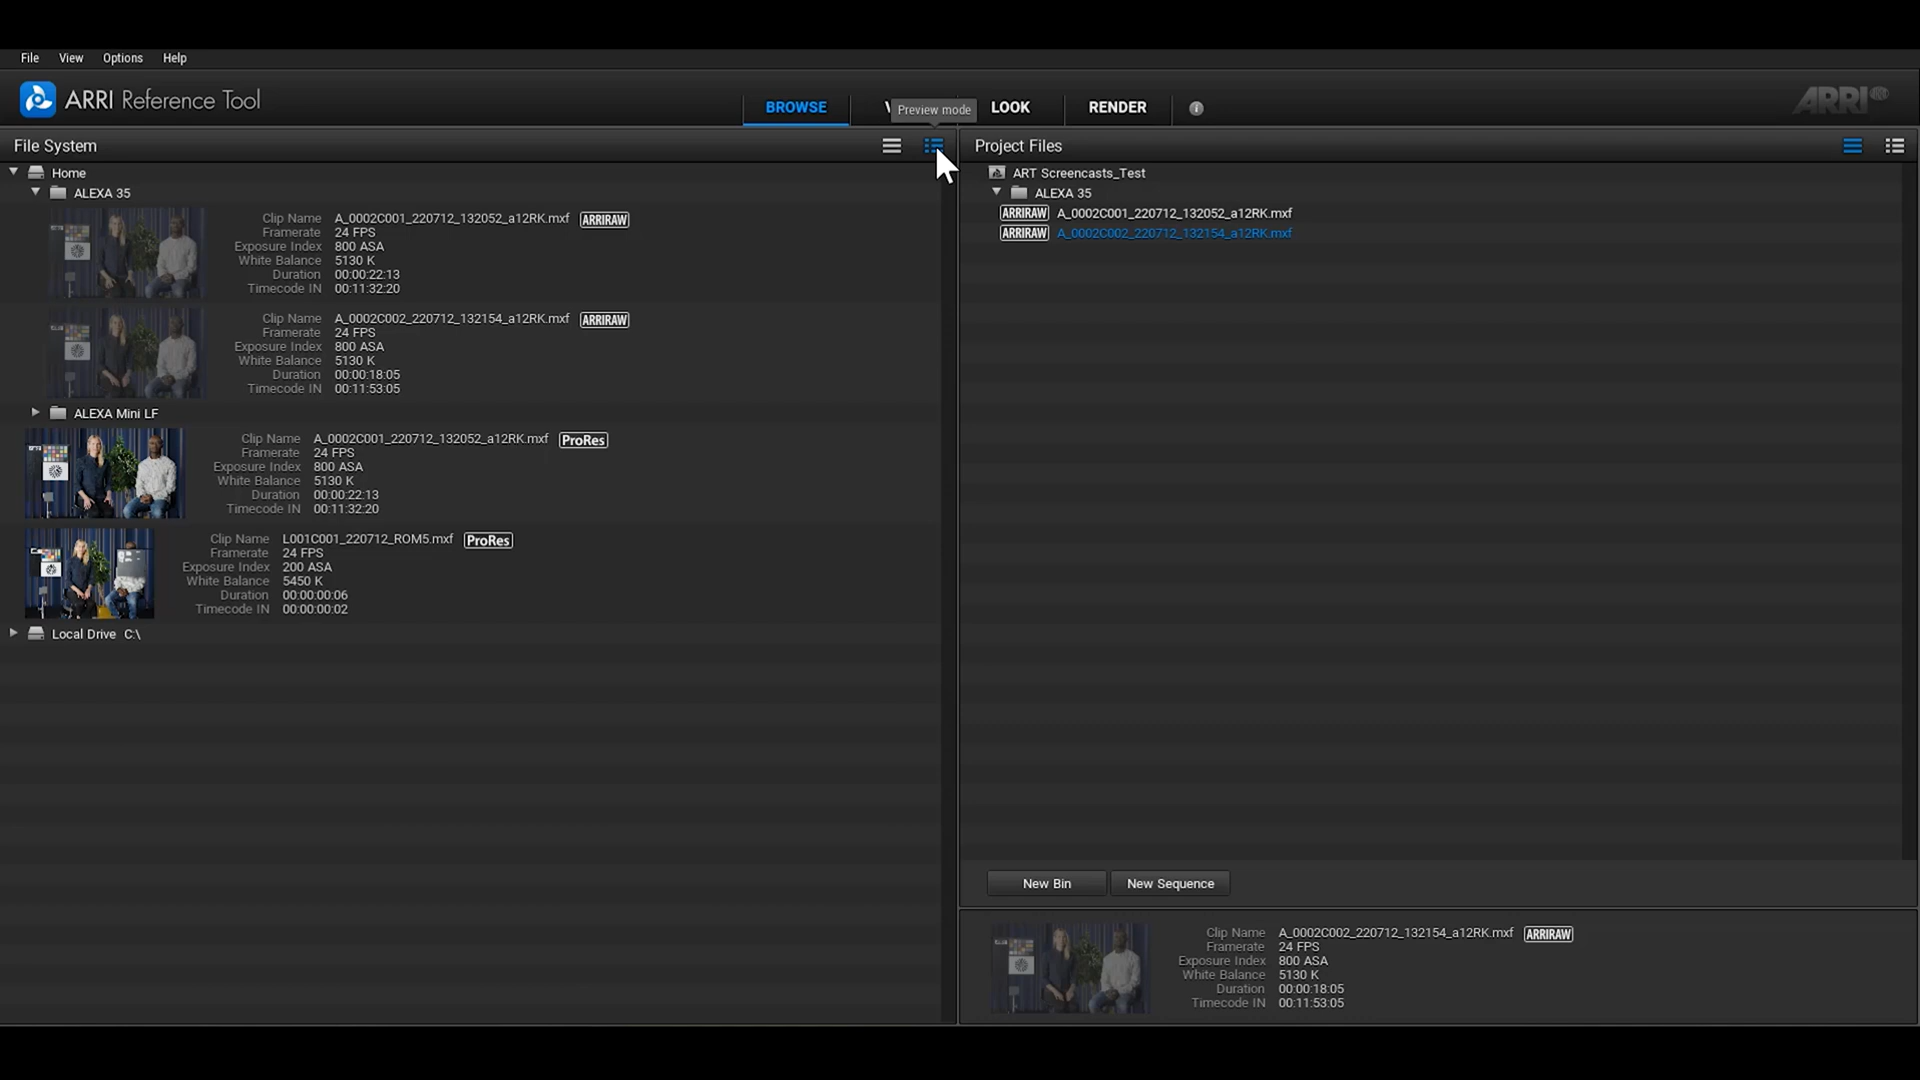 File View Options Help
ARRI Reference Tool
BROWSE
Preview mode
LOOK
RENDER
ARRI
File System
Home
ALEXA 35
Clip Name A_0002C001_220712_132052_a12RK.mxf ARRIRAW
Framerate 24 FPS
Exposure Index 800 ASA
White Balance 5130 K
Duration 00:00:22:13
Timecode IN 00:11:32:20
Clip Name A_0002C002_220712_132154_a12RK.mxf ARRIRAW
Framerate 24 FPS
Exposure Index 800 ASA
White Balance 5130 K
Duration 00:00:18:05
Timecode IN 00:11:53:05
ALEXA Mini LF
Clip Name A_0002C001_220712_132052_a12RK.mxf ProRes
Framerate 24 FPS
Exposure Index 800 ASA
White Balance 5130 K
Duration 00:00:22:13
Timecode IN 00:11:32:20
Clip Name L001C001_220712_ROM5.mxf ProRes
Framerate 24 FPS
Exposure Index 200 ASA
White Balance 5450 K
Duration 00:00:00:06
Timecode IN 00:00:00:02
Local Drive C:\
Project Files
ART Screencasts_Test
ALEXA 35
ARRIRAW A_0002C001_220712_132052_a12RK.mxf
ARRIRAW A_0002C002_220712_132154_a12RK.mxf
New Bin New Sequence
Clip Name A_0002C002_220712_132154_a12RK.mxf ARRIRAW
Framerate 24 FPS
Exposure Index 800 ASA
White Balance 5130 K
Duration 00:00:18:05
Timecode IN 00:11:53:05